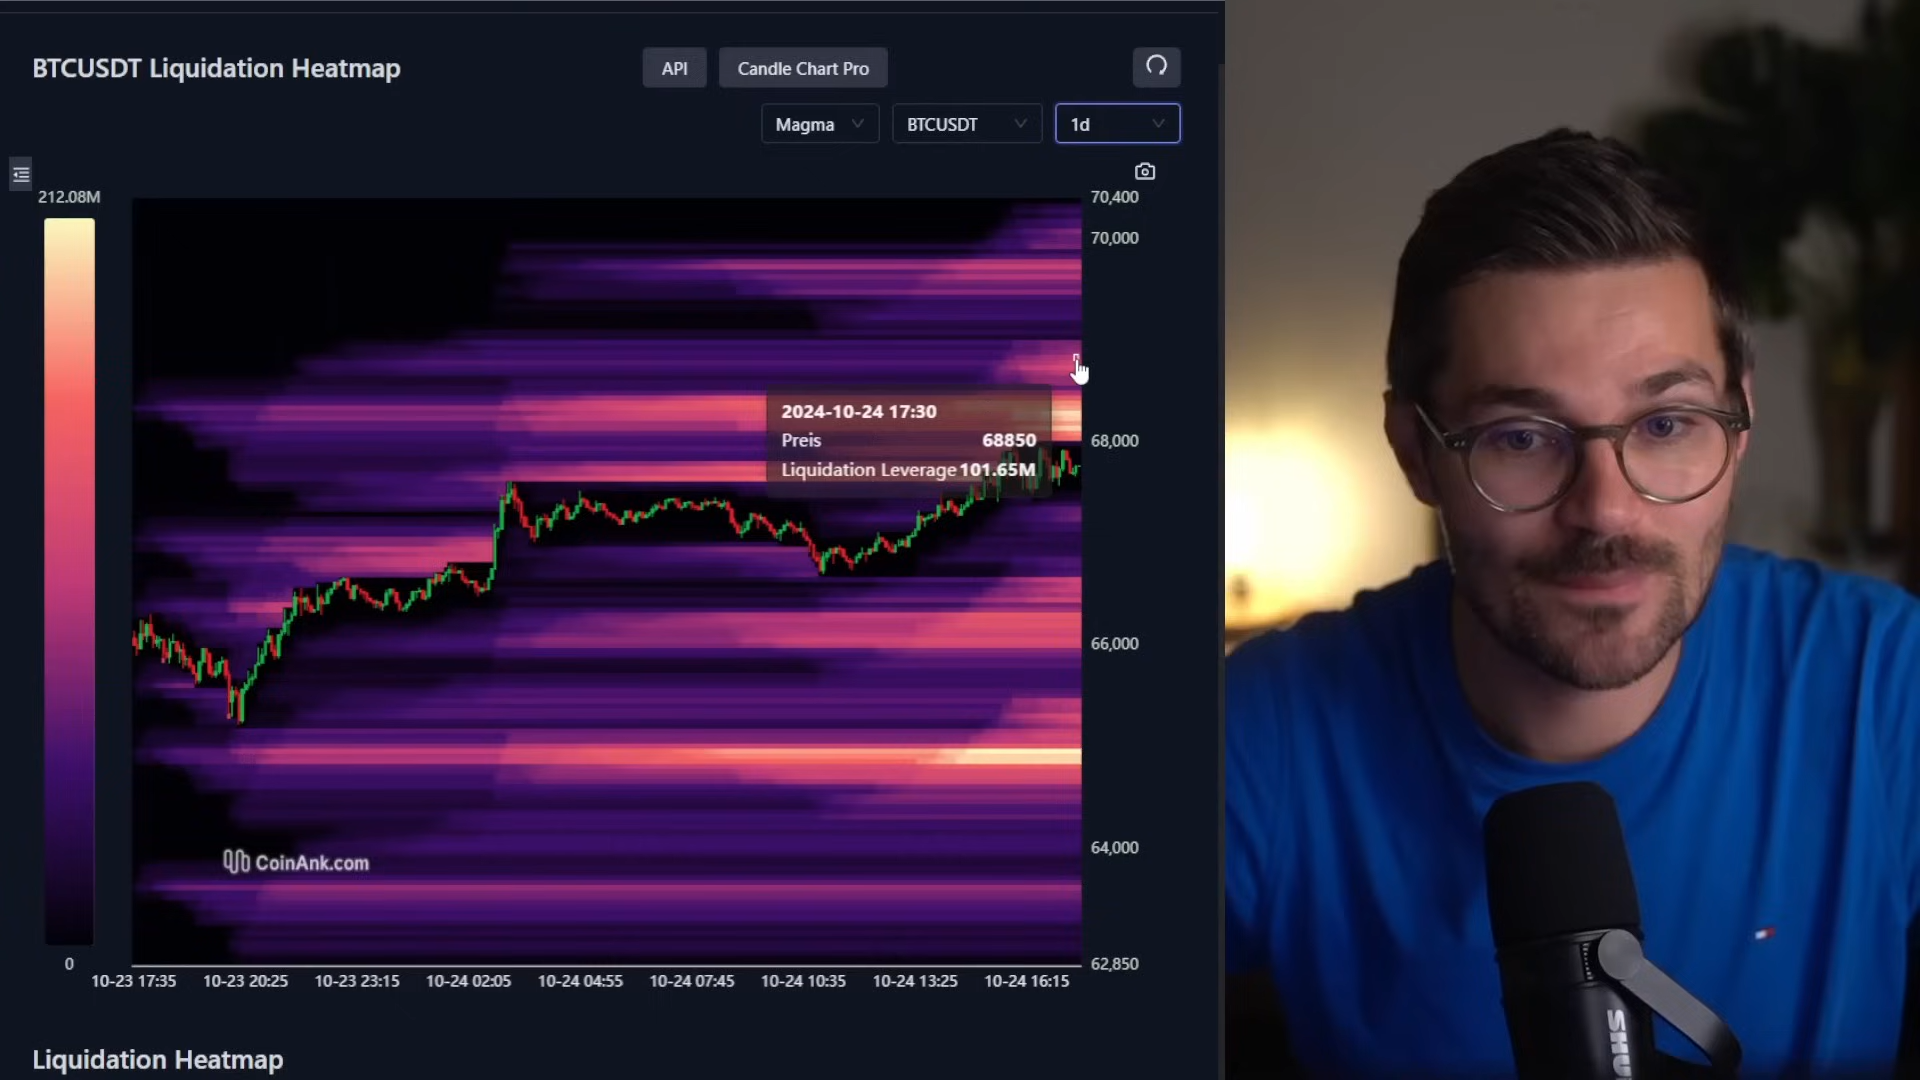 BTCUSDT Liquidation Heatmap
API
Candle Chart Pro
Magma
BTCUSDT
1d
212.08M
70,400
70,000
2024-10-24 17:30
Preis 68850
Liquidation Leverage 101.65M
68,000
66,000
64,000
CoinAnk.com
0
62,850
10-23 17:35 10-23 20:25 10-23 23:15 10-24 02:05 10-24 04:55 10-24 07:45 10-24 10:35 10-24 13:25 10-24 16:15
Liquidation Heatmap